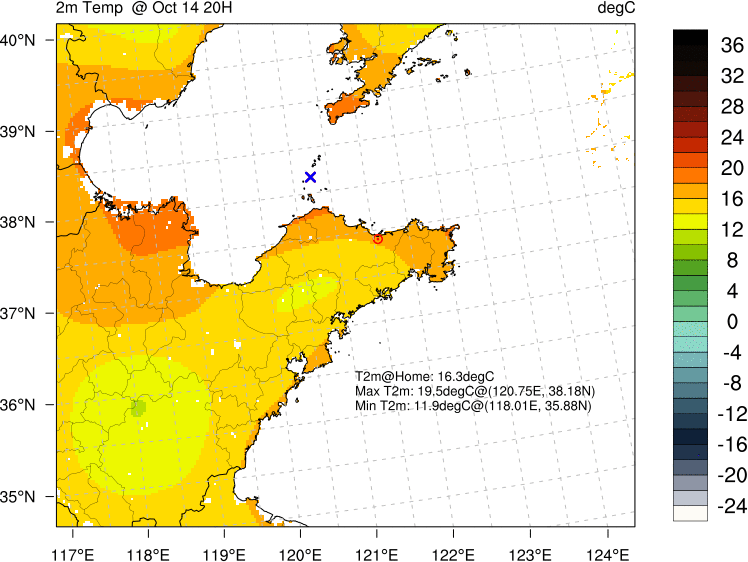 2m Temp @ Oct 14 20H
degC
40°N
39°N
38°N
37°N
36°N
35°N
T2m@Home: 16.3degC
Max T2m: 19.5degC@(120.75E, 38.18N)
Min T2m: 11.9degC@(118.01E, 35.88N)
117°E 118°E 119°E 120°E 121°E 122°E 123°E 124°E
36
32
28
24
20
16
12
8
4
0
-4
-8
-12
-16
-20
-24